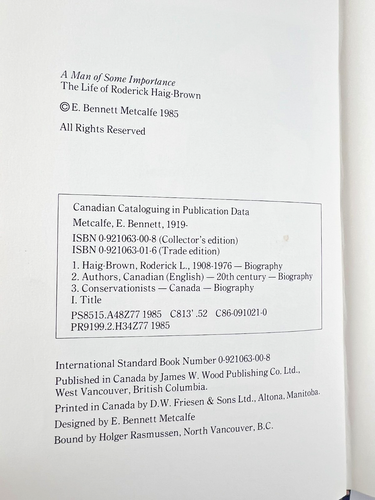 A Man of Some Importance
The Life of Roderick Haig-Brown
© E. Bennett Metcalfe 1985
All Rights Reserved
Canadian Cataloguing in Publication Data
Metcalfe, E. Bennett, 1919-
ISBN 0-921063-00-8 (Collector's edition)
ISBN 0-921063-01-6 (Trade edition)
1. Haig-Brown, Roderick L., 1908-1976 — Biography
2. Authors, Canadian (English) — 20th century — Biography
3. Conservationists — Canada — Biography
I. Title
PS8515.A48Z77 1985 C813'.52 C86-091021-0
PR9199.2.H34Z77 1985
International Standard Book Number 0-921063-00-8
Published in Canada by James W. Wood Publishing Co. Ltd.,
West Vancouver, British Columbia.
Printed in Canada by D.W. Friesen & Sons Ltd., Altona, Manitoba.
Designed by E. Bennett Metcalfe
Bound by Holger Rasmussen, North Vancouver, B.C.